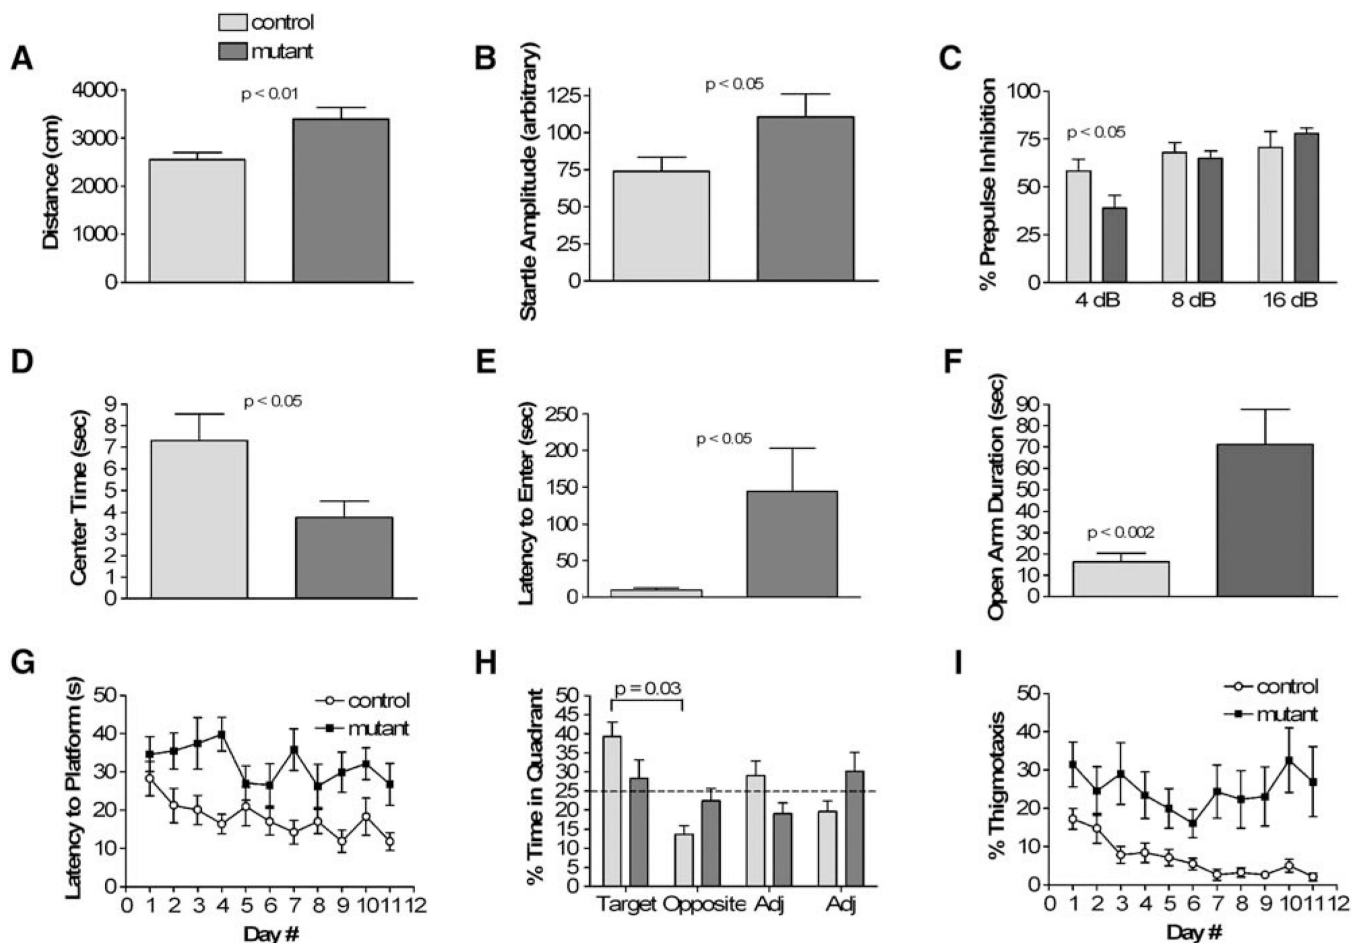 control
mutant
A
Distance (cm)
4000
3000
2000
1000
0
p < 0.01
B
Startle Amplitude (arbitrary)
125
100
75
50
25
0
p < 0.05
C
% Prepulse Inhibition
100
75
50
25
0
p < 0.05
4 dB 8 dB 16 dB
D
Center Time (sec)
9
8
7
6
5
4
3
2
1
0
p < 0.05
E
Latency to Enter (sec)
250
200
150
100
50
0
p < 0.05
F
Open Arm Duration (sec)
90
80
70
60
50
40
30
20
10
0
p < 0.002
G
Latency to Platform (s)
50
40
30
20
10
0
control
mutant
0 1 2 3 4 5 6 7 8 9 10 11 12
Day #
H
% Time in Quadrant
50
45
40
35
30
25
20
15
10
5
0
p = 0.03
Target Opposite Adj Adj
I
% Thigmotaxis
50
40
30
20
10
0
control
mutant
0 1 2 3 4 5 6 7 8 9 10 11 12
Day #